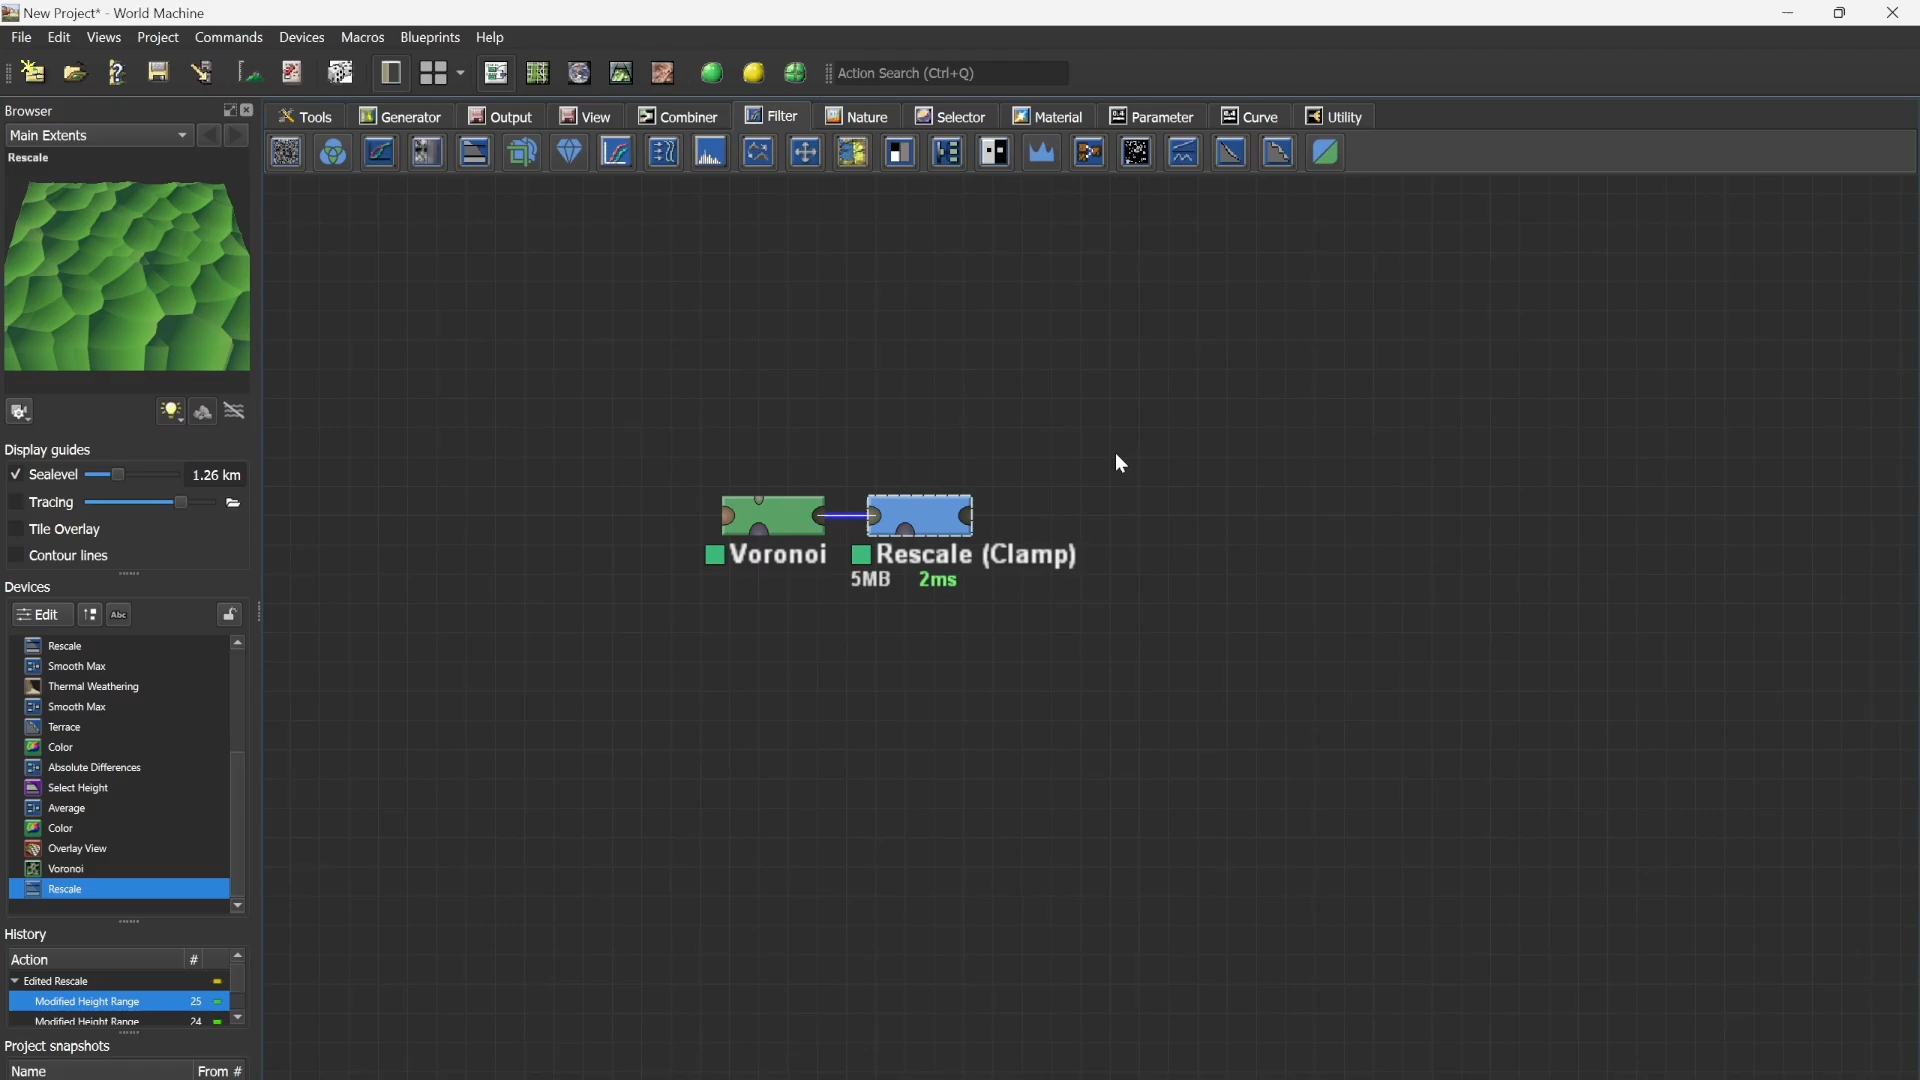 New Project* - World Machine
File Edit Views Project Commands Devices Macros Blueprints Help
Action Search (Ctrl+Q)
Browser
Tools Generator Output View Combiner Filter Nature Selector Material Parameter Curve Utility
Main Extents
Rescale
Display guides
Sealevel 1.26 km
Tracing
Tile Overlay
Contour lines
Voronoi Rescale (Clamp)
5MB 2ms
Devices
Edit Abc
Rescale
Smooth Max
Thermal Weathering
Smooth Max
Terrace
Color
Absolute Differences
Select Height
Average
Color
Overlay View
Voronoi
Rescale
History
Action #
Edited Rescale
Modified Height Range 25
Modified Height Range 24
Project snapshots
Name From #